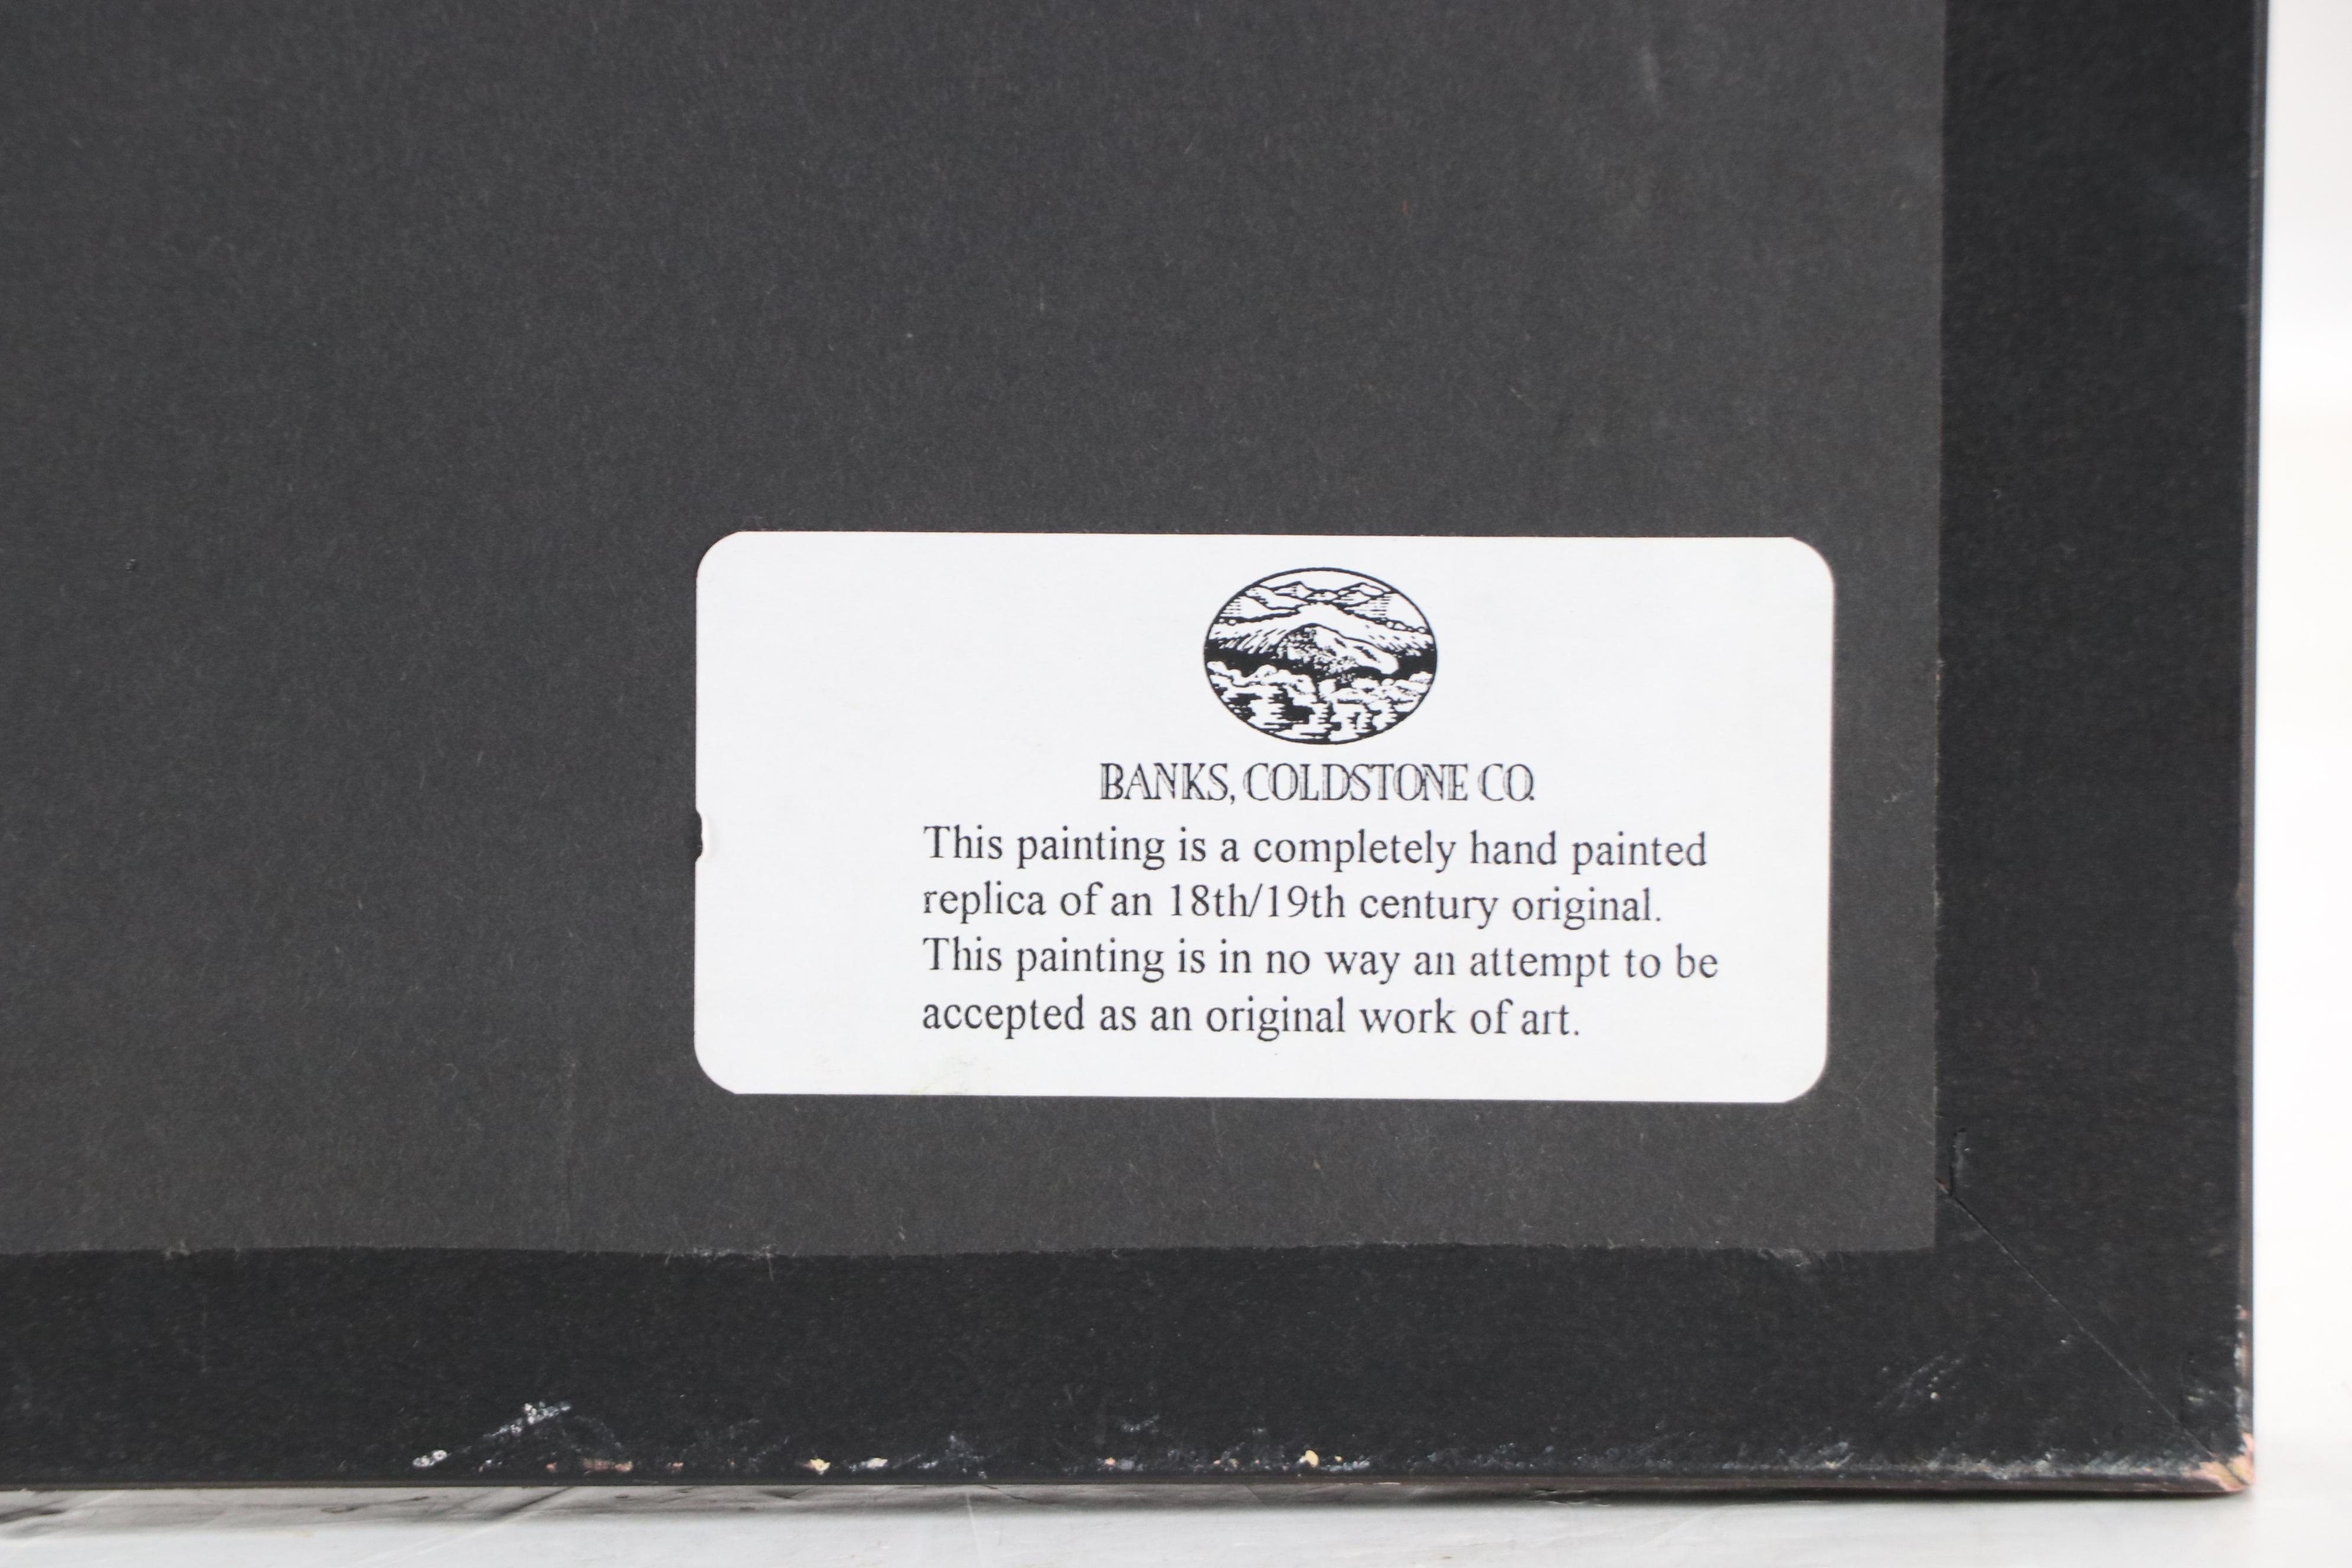 BANKS, COLDSTONE CO.
This painting is a completely hand painted
replica of an 18th/19th century original.
This painting is in no way an attempt to be
accepted as an original work of art.